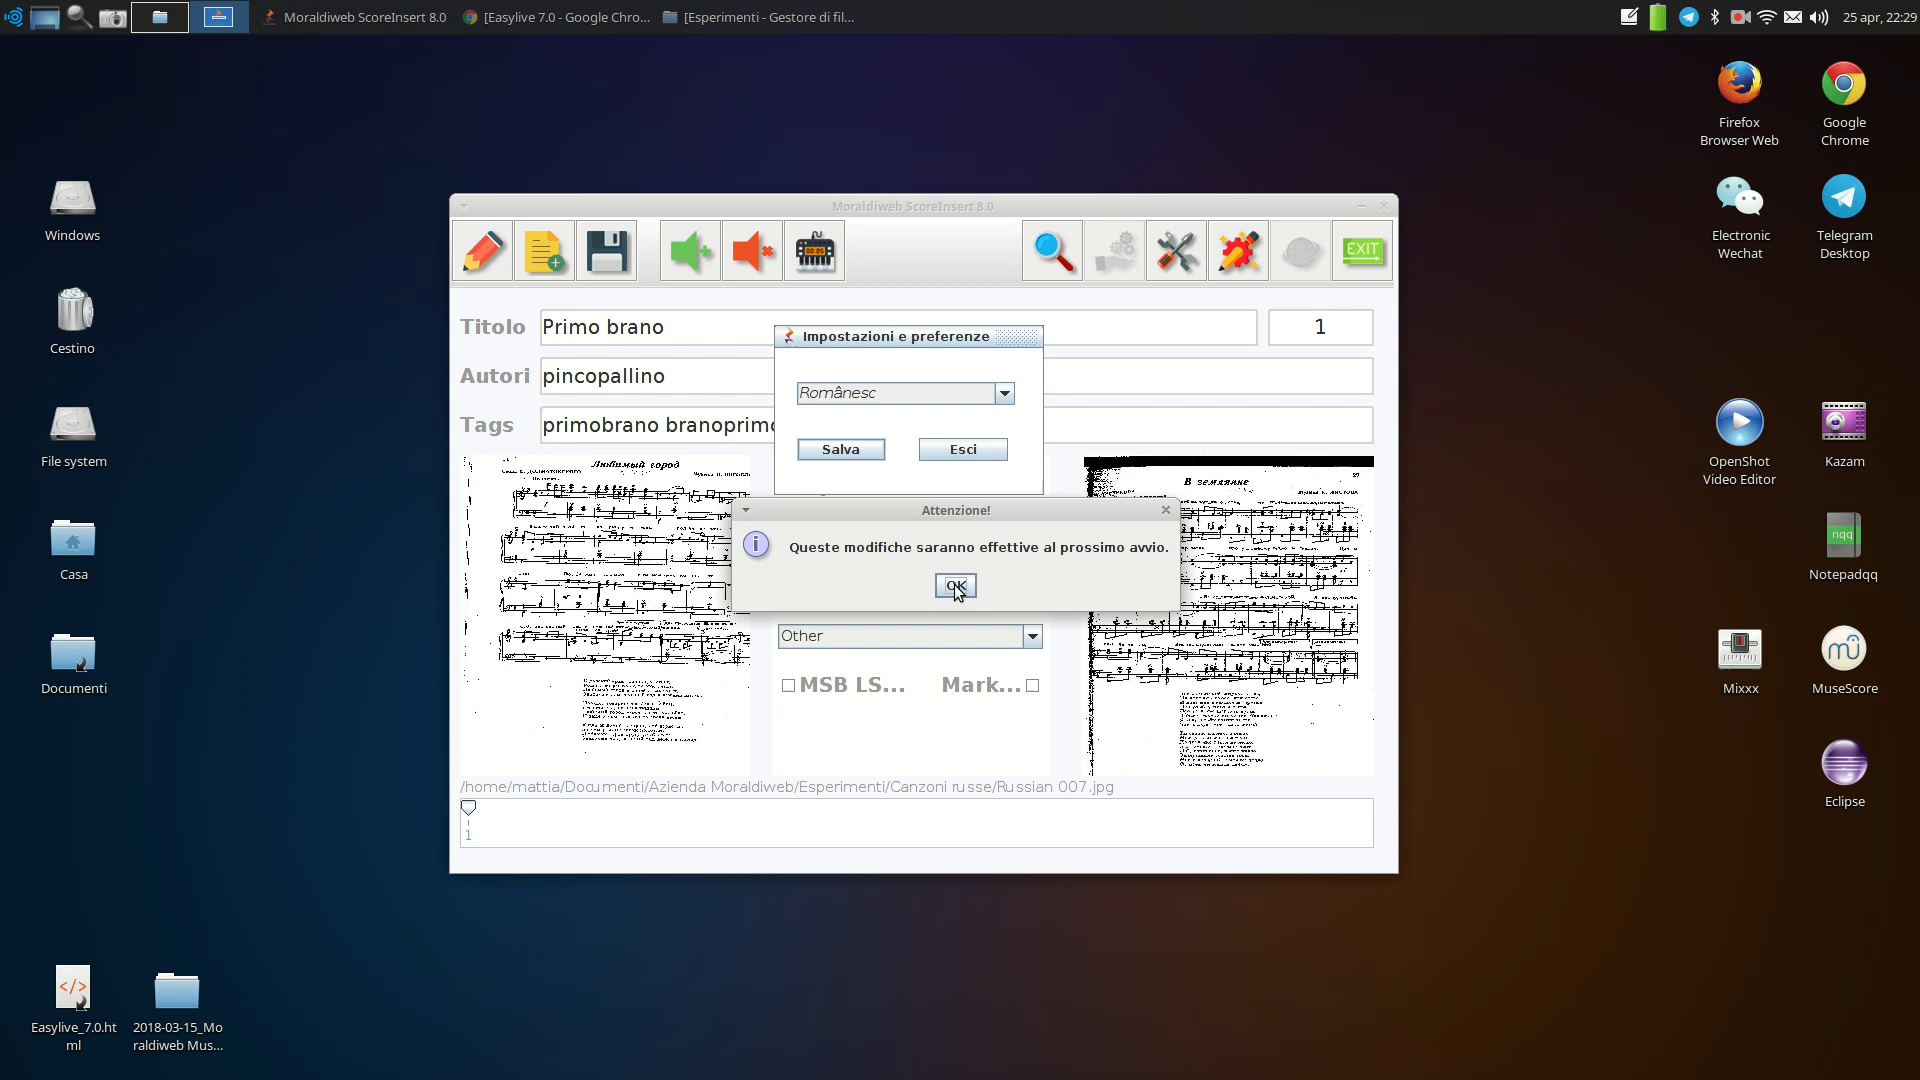 Moraldiweb ScoreInsert 8.0
[Easylive 7.0 - Google Chro...
[Esperimenti - Gestore di fil...
25 apr, 22:29
Firefox
Browser Web
Google
Chrome
Windows
Electronic
Wechat
Telegram
Desktop
Cestino
File system
OpenShot
Video Editor
Kazam
Casa
nqq
Notepadqq
Documenti
Mixxx
MuseScore
Eclipse
Easylive_7.0.ht
ml
2018-03-15_Mo
raldiweb Mus...
Moraldiweb ScoreInsert 8.0
EXIT
Titolo
Primo brano
1
Autori
pincopallino
Tags
primobrano branoprimo
Impostazioni e preferenze
Românesc
Salva
Esci
Любимый город
В землянке
Attenzione!
Queste modifiche saranno effettive al prossimo avvio.
OK
Other
MSB LS...
Mark...
/home/mattia/Documenti/Azienda Moraldiweb/Esperimenti/Canzoni russe/Russian 007.jpg
1